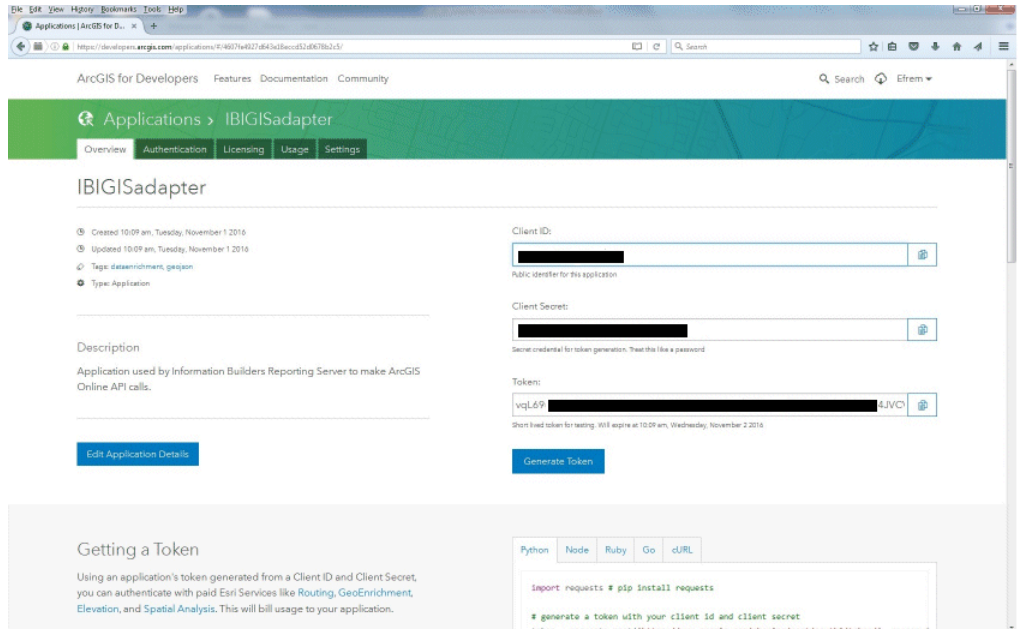 File Edit View History Bookmarks Tools Help
Applications | ArcGIS for D... × +
Search
ArcGIS for Developers Features Documentation Community Search Efrem
Applications > IBIGISadapter
Overview Authentication Licensing Usage Settings
IBIGISadapter
Created 10:09 am, Tuesday, November 1 2016
Updated 10:09 am, Tuesday, November 1 2016
Tags: dataenrichment, geojson
Type: Application
Description
Application used by Information Builders Reporting Server to make ArcGIS
Online API calls.
Edit Application Details
Client ID:
Public identifier for this application
Client Secret:
Secret credential for token generation. Treat this like a password
Token:
vqL69 4JVC
Short lived token for testing. Will expire at 10:09 am, Wednesday, November 2 2016
Generate Token
Getting a Token
Using an application's token generated from a Client ID and Client Secret,
you can authenticate with paid Esri Services like Routing, GeoEnrichment,
Elevation, and Spatial Analysis. This will bill usage to your application.
Python Node Ruby Go cURL
import requests # pip install requests
# generate a token with your client id and client secret